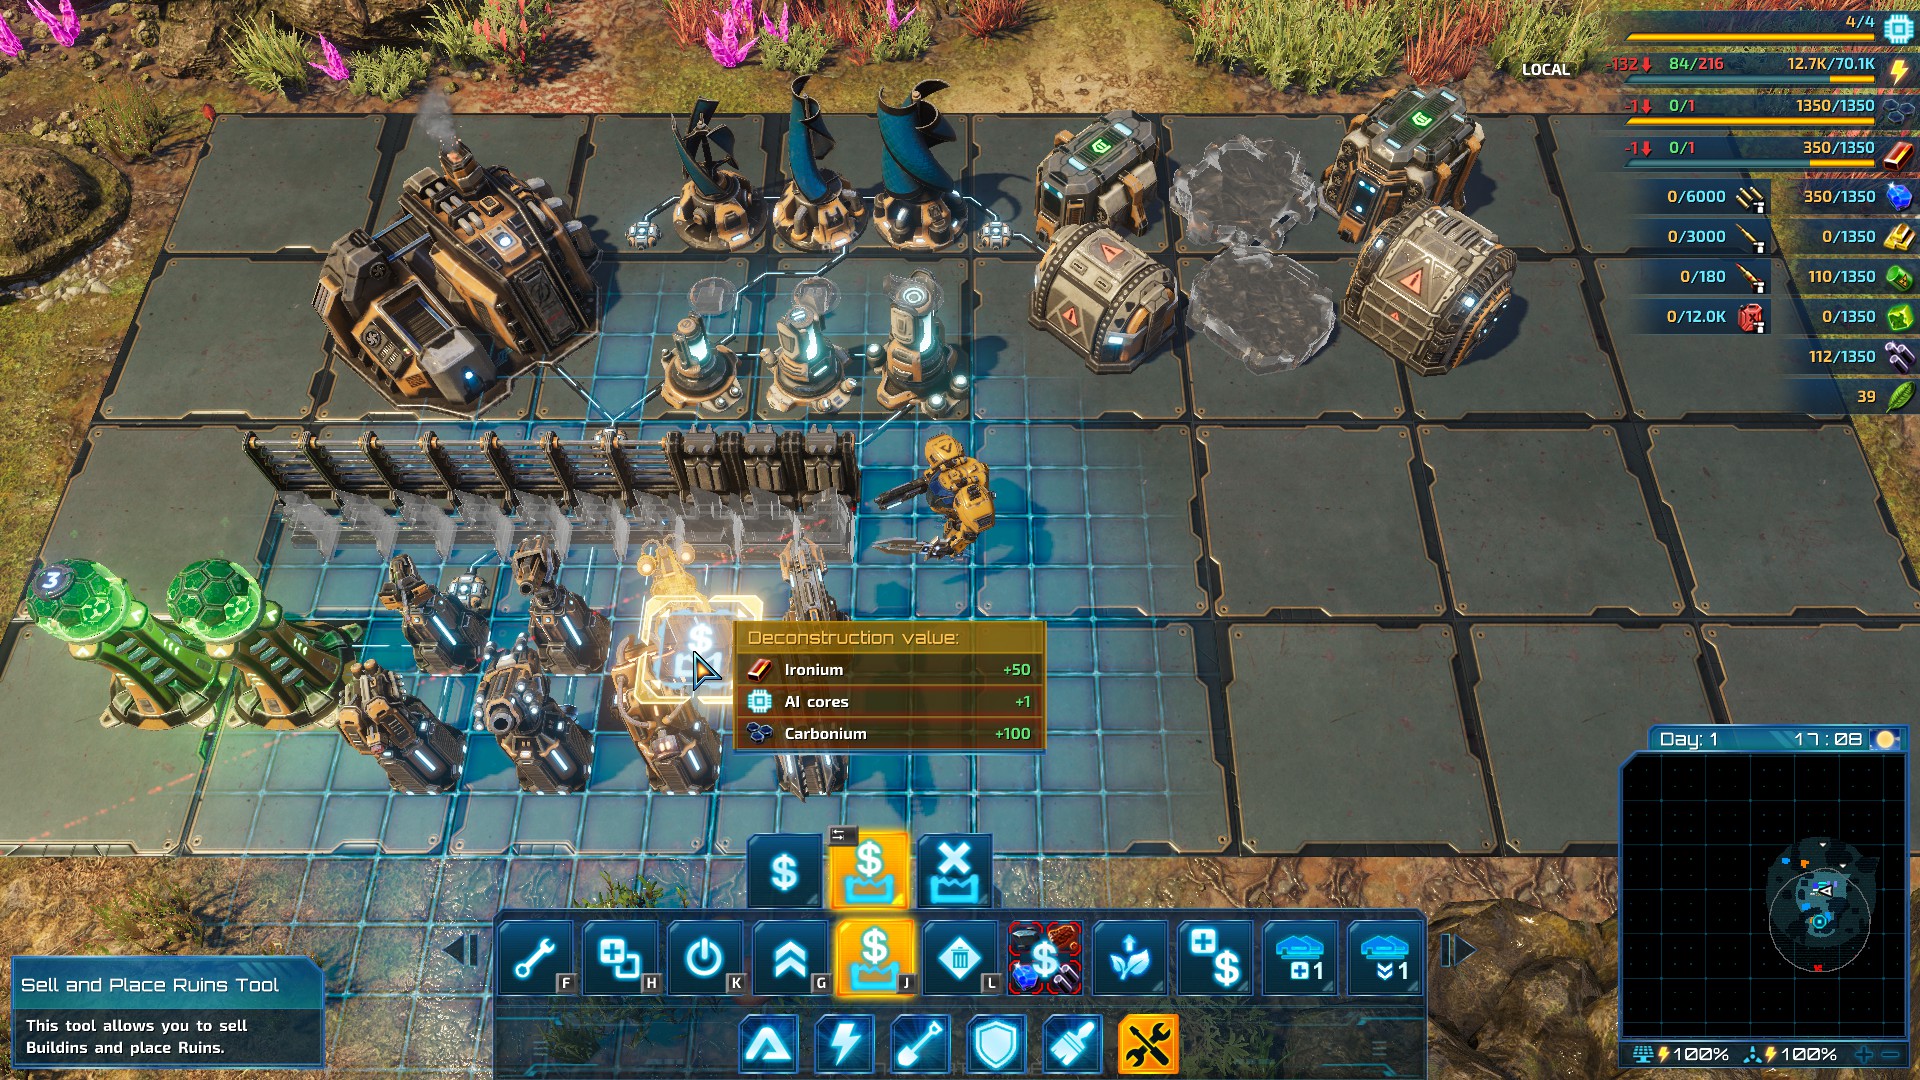 4/4
LOCAL
-132 84/216 12.7K/70.1K
-1 0/1 1350/1350
-1 0/1 350/1350
0/6000 350/1350
0/3000 0/1350
0/180 110/1350
0/12.0K 0/1350
112/1350
39
3
Deconstruction value:
Ironium +50
AI cores +1
Carbonium +100
Day: 1 17:08
F H K G J L
1 1
Sell and Place Ruins Tool
This tool allows you to sell
Buildins and place Ruins.
100% 100%